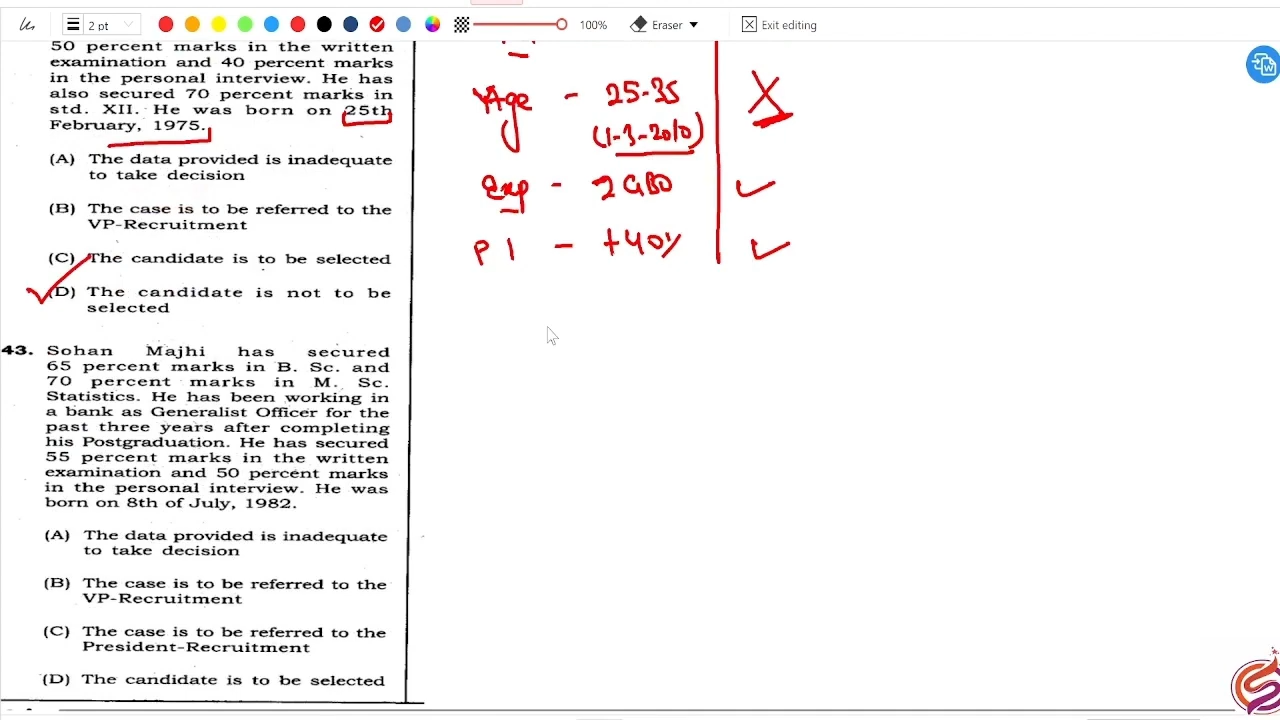 2 pt
100%
Eraser
Exit editing
50 percent marks in the written
examination and 40 percent marks
in the personal interview. He has
also secured 70 percent marks in
std. XII. He was born on 25th
February, 1975.
(A) The data provided is inadequate
to take decision
(B) The case is to be referred to the
VP-Recruitment
(C) The candidate is to be selected
(D) The candidate is not to be
selected
43. Sohan Majhi has secured
65 percent marks in B. Sc. and
70 percent marks in M. Sc.
Statistics. He has been working in
a bank as Generalist Officer for the
past three years after completing
his Postgraduation. He has secured
55 percent marks in the written
examination and 50 percent marks
in the personal interview. He was
born on 8th of July, 1982.
(A) The data provided is inadequate
to take decision
(B) The case is to be referred to the
VP-Recruitment
(C) The case is to be referred to the
President-Recruitment
(D) The candidate is to be selected
Age - 25-35
(1-3-2010)
Exp - 2
P I - +40%